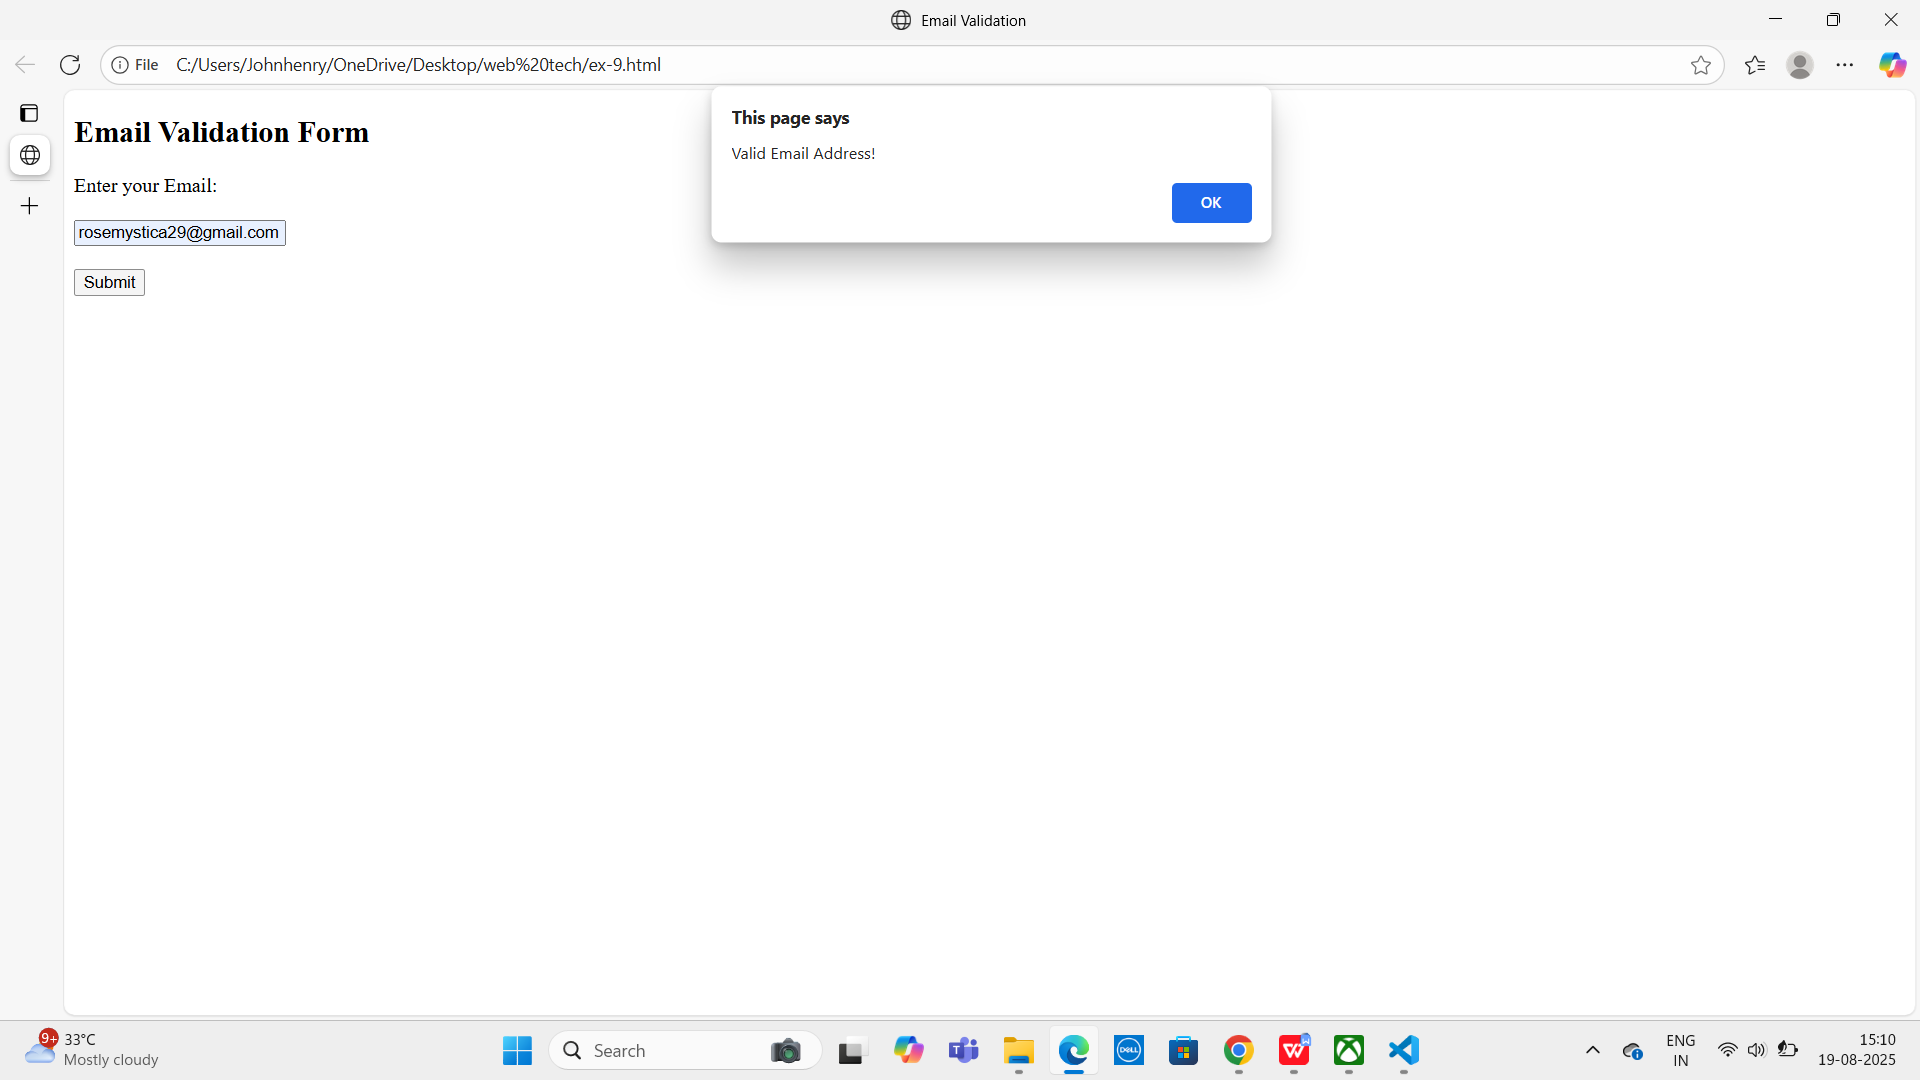 Email Validation
File C:/Users/Johnhenry/OneDrive/Desktop/web%20tech/ex-9.html
This page says
Valid Email Address!
OK
Email Validation Form
Enter your Email:
rosemystica29@gmail.com
Submit
9+ 33°C
Mostly cloudy
Search
DELL
ENG
IN
15:10
19-08-2025